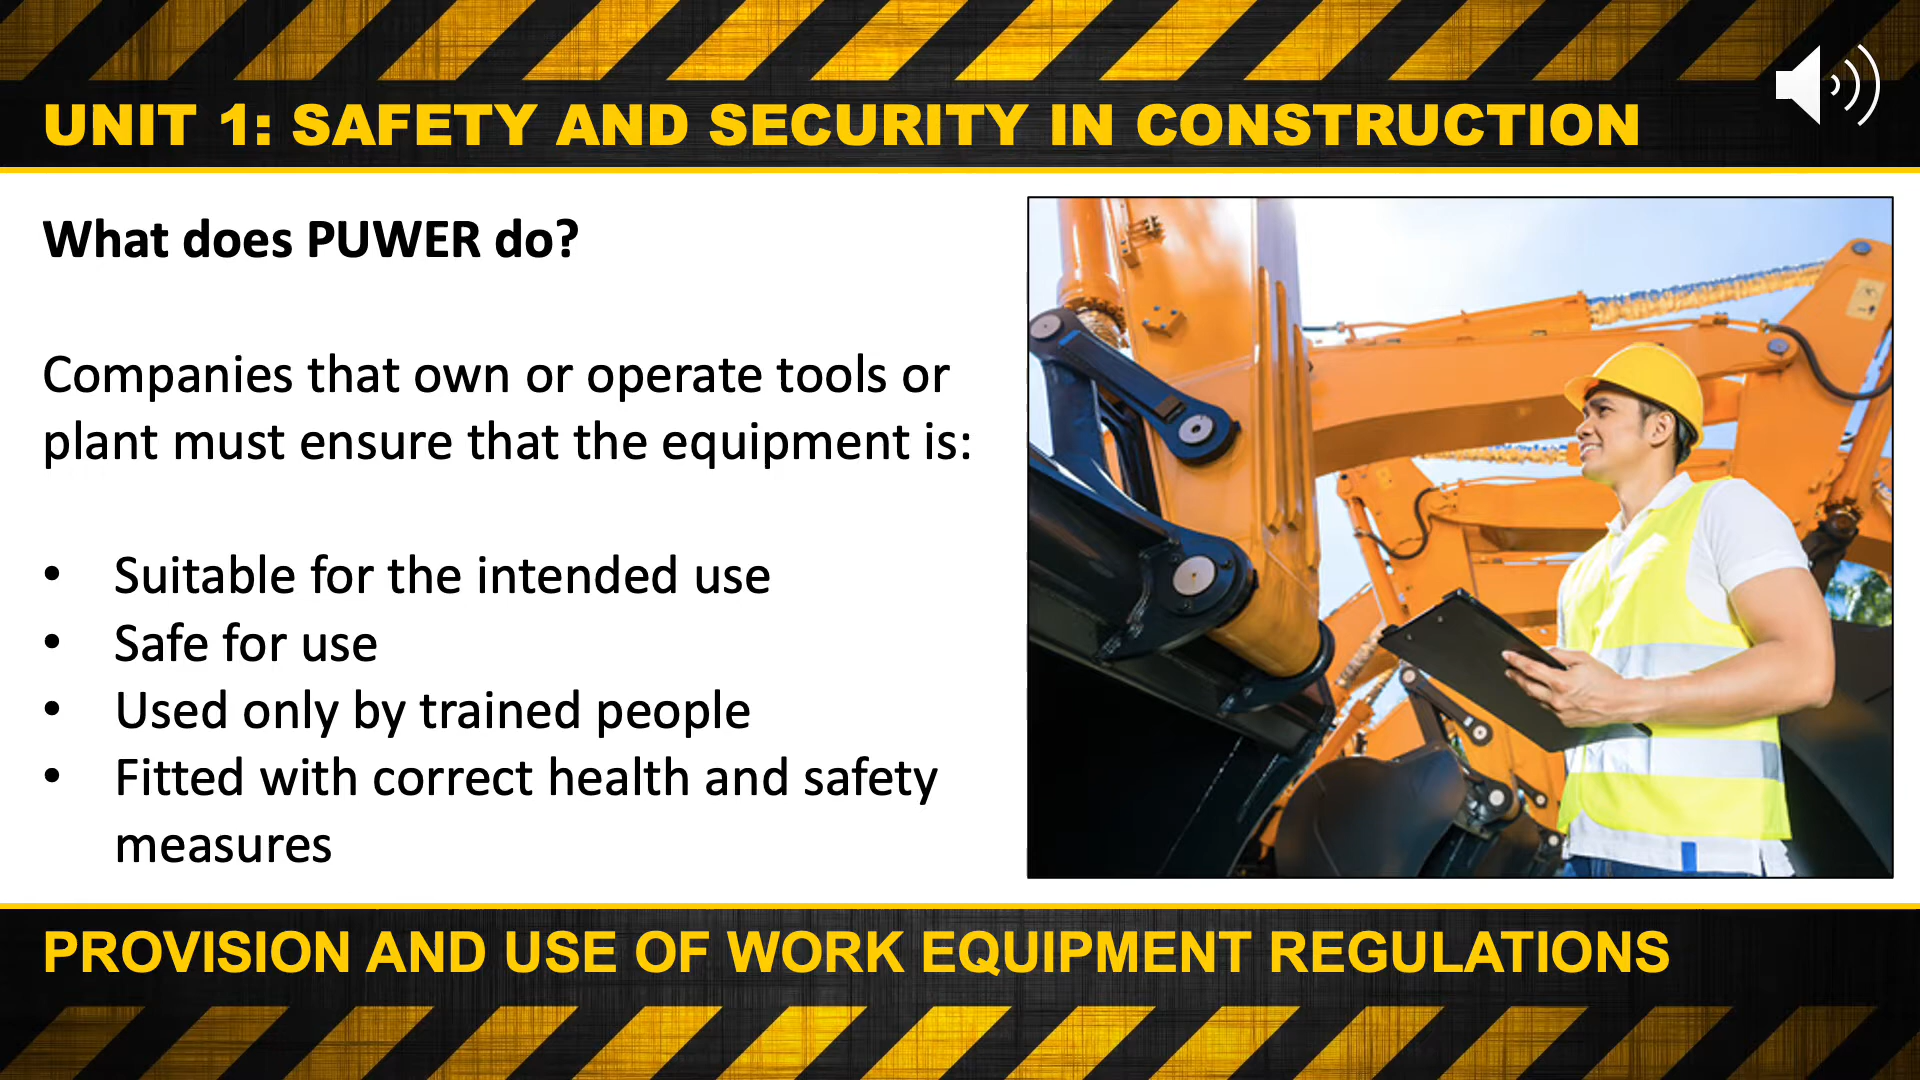 UNIT 1: SAFETY AND SECURITY IN CONSTRUCTION
What does PUWER do?
Companies that own or operate tools or
plant must ensure that the equipment is:
• Suitable for the intended use
• Safe for use
• Used only by trained people
• Fitted with correct health and safety
measures
PROVISION AND USE OF WORK EQUIPMENT REGULATIONS